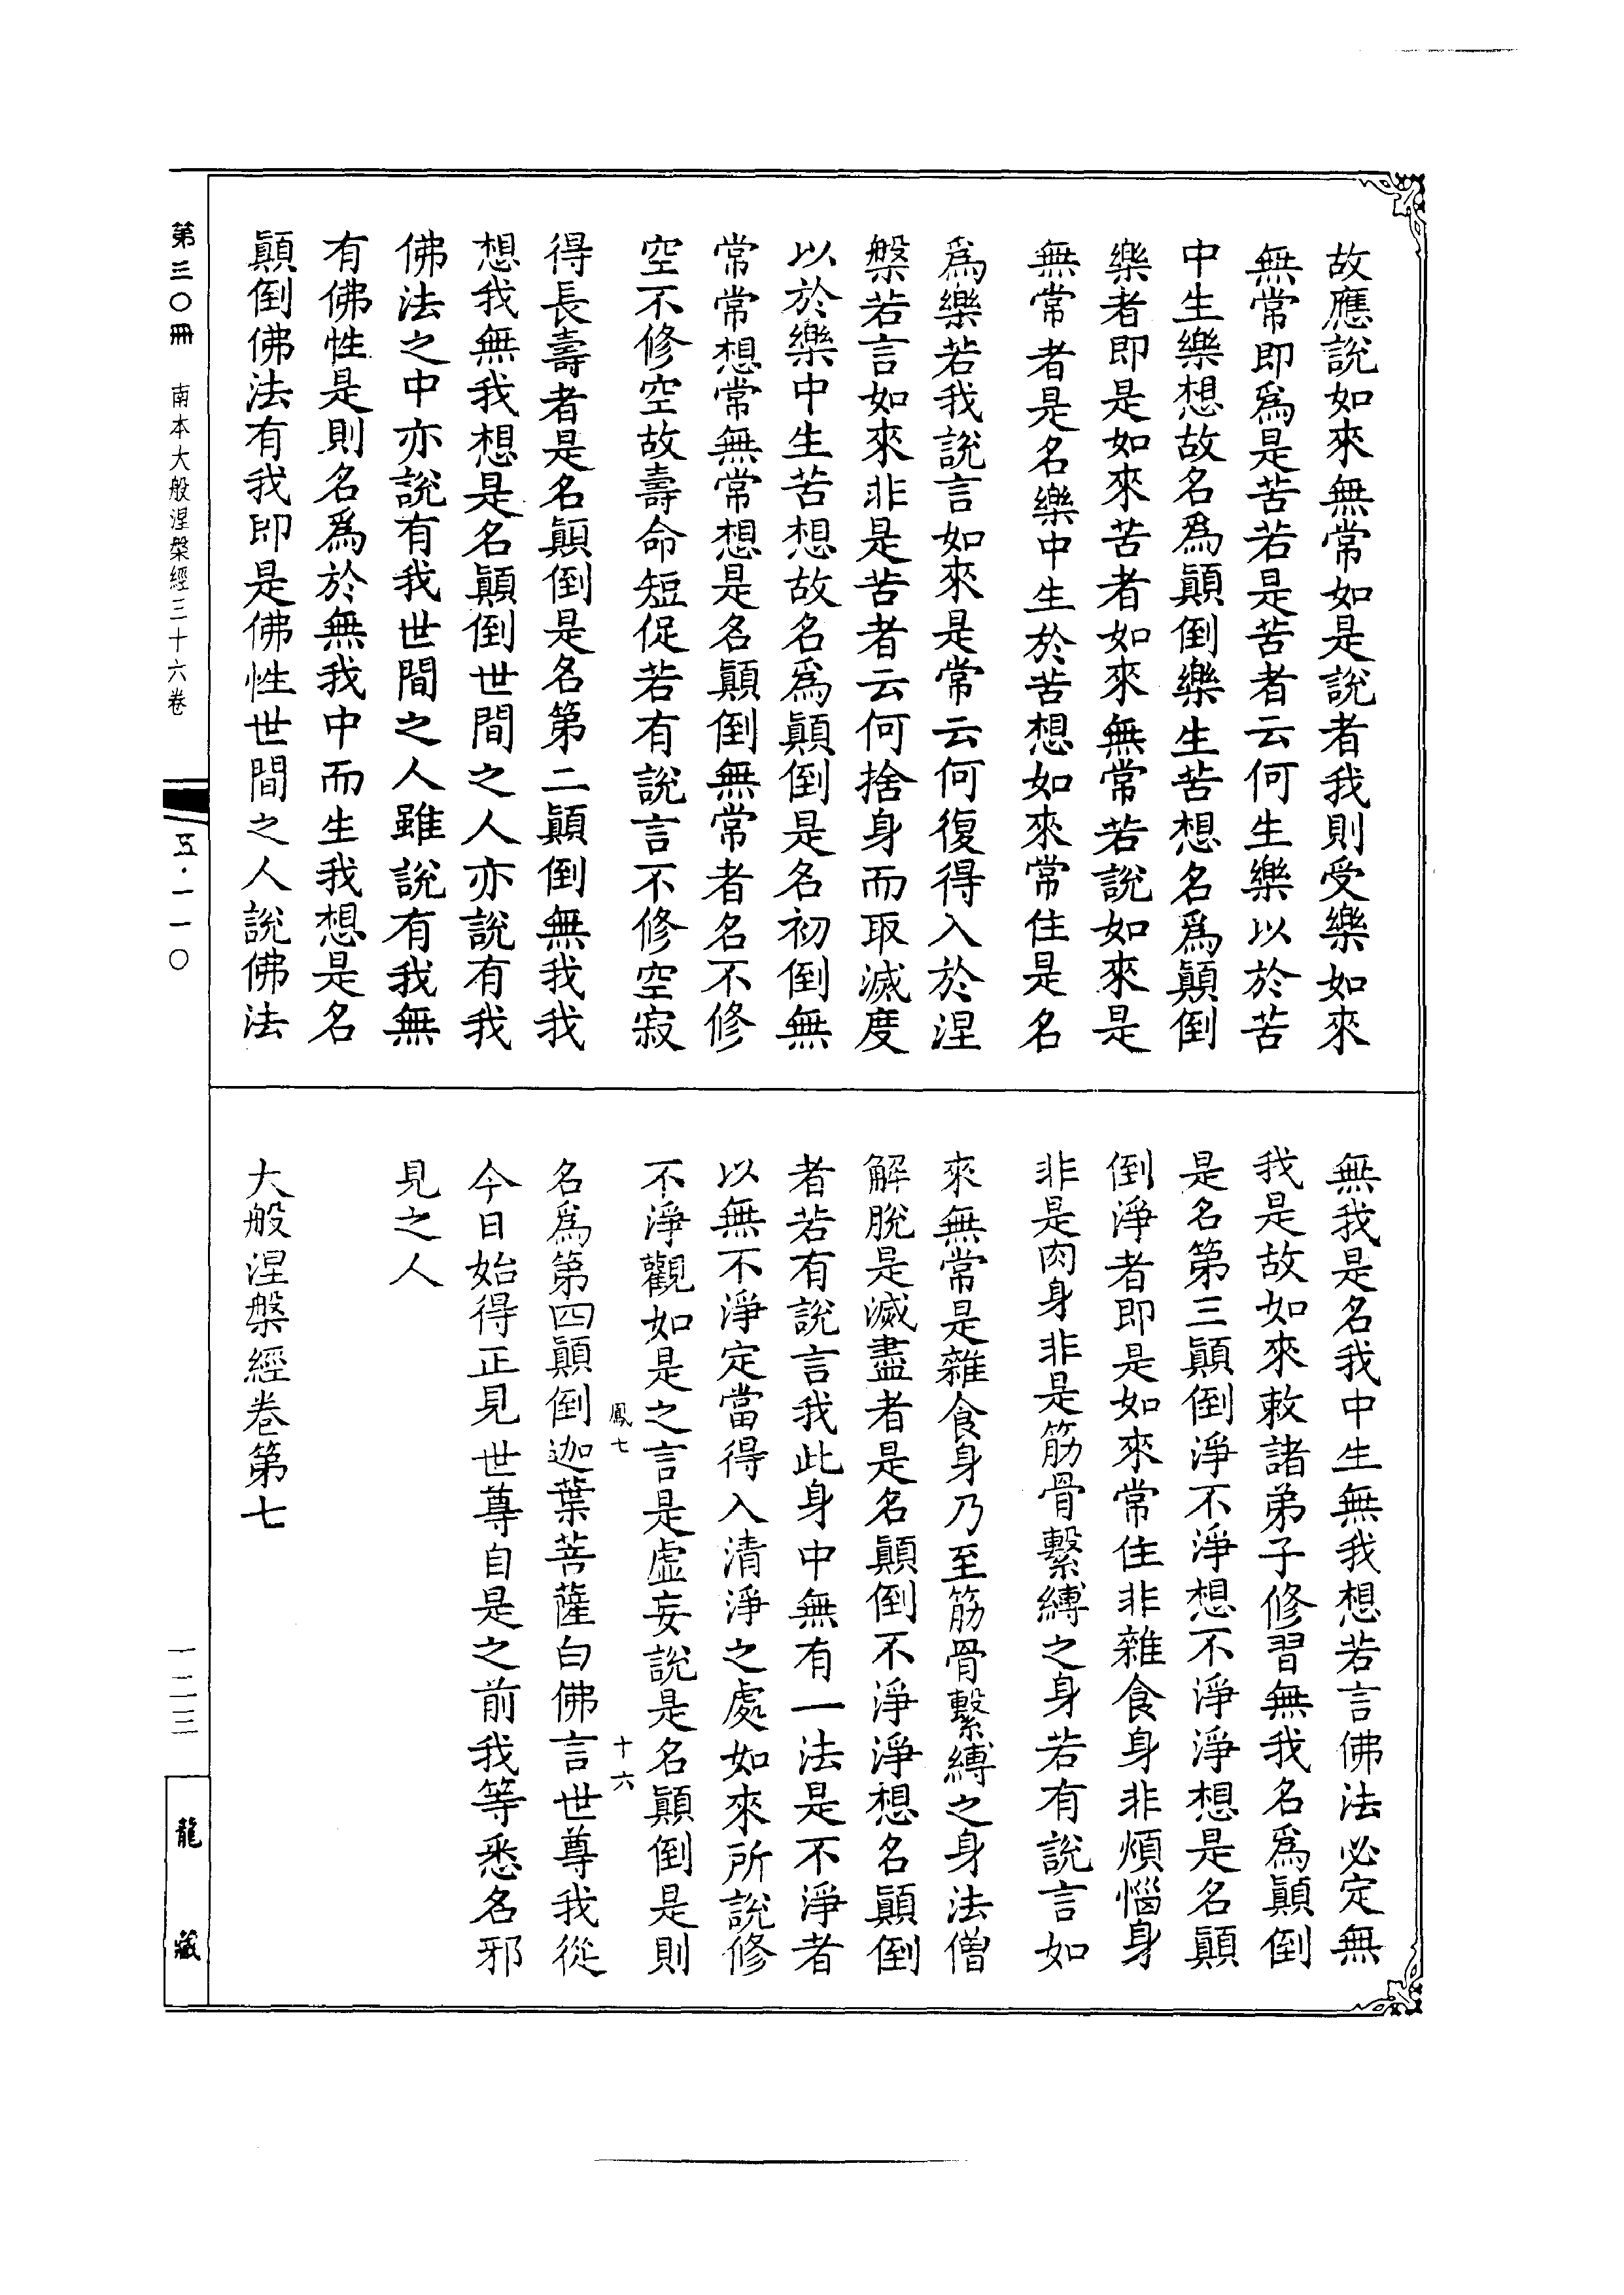 故應說如來無常如是說者我則受樂如來
無常即爲是苦若是苦者云何生樂以於苦
中生樂想故名爲顛倒樂生苦想名爲顛倒
樂者即是如來苦者如來無常若說如來是
無常者是名樂中生於苦想如來常住是名
爲樂若我說言如來是常云何復得入於涅
槃若言如來非是苦者云何捨身而取滅度
以於樂中生苦想故名爲顛倒是名初倒無
常常想常無常想是名顛倒無常者名不修
空不修空故壽命短促若有說言不修空寂
得長壽者是名顛倒是名第二顛倒無我我
想我無我想是名顛倒世間之人亦說有我
佛法之中亦說有我世間之人雖說有我無
有佛性是則名爲於無我中而生我想是名
顛倒佛法有我即是佛性世間之人說佛法
無我是名我中生無我想若言佛法必定無
我是故如來敕諸弟子修習無我名爲顛倒
是名第三顛倒淨不淨想不淨淨想是名顛
倒淨者即是如來常住非雜食身非煩惱身
非是肉身非是筋骨繫縛之身若有說言如
來無常是雜食身乃至筋骨繫縛之身法僧
解脫是滅盡者是名顛倒不淨淨想名顛倒
者若有說言我此身中無有一法是不淨者
以無不淨定當得入清淨之處如來所說修
不淨觀如是之言是虛妄說是名顛倒是則
鳳七 十六
名爲第四顛倒迦葉菩薩白佛言世尊我從
今日始得正見世尊自是之前我等悉名邪
見之人
大般涅槃經卷第七
第三〇冊 南本大般涅槃經三十六卷
五·一一〇
一一二三
龍藏